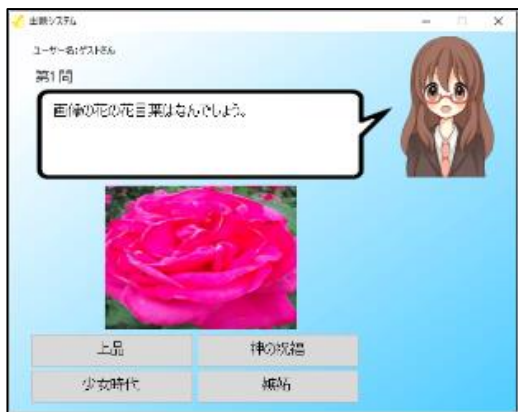 出題システム
ユーザー名:ゲストさん
第1問
画像の花の花言葉はなんでしょう。
上品
神の祝福
少女時代
嫉妬